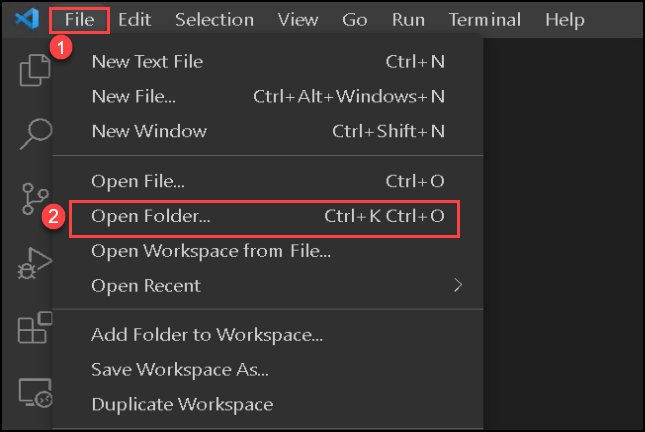 File Edit Selection View Go Run Terminal Help
1
New Text File Ctrl+N
New File... Ctrl+Alt+Windows+N
New Window Ctrl+Shift+N
Open File... Ctrl+O
2 Open Folder... Ctrl+K Ctrl+O
Open Workspace from File...
Open Recent
Add Folder to Workspace...
Save Workspace As...
Duplicate Workspace